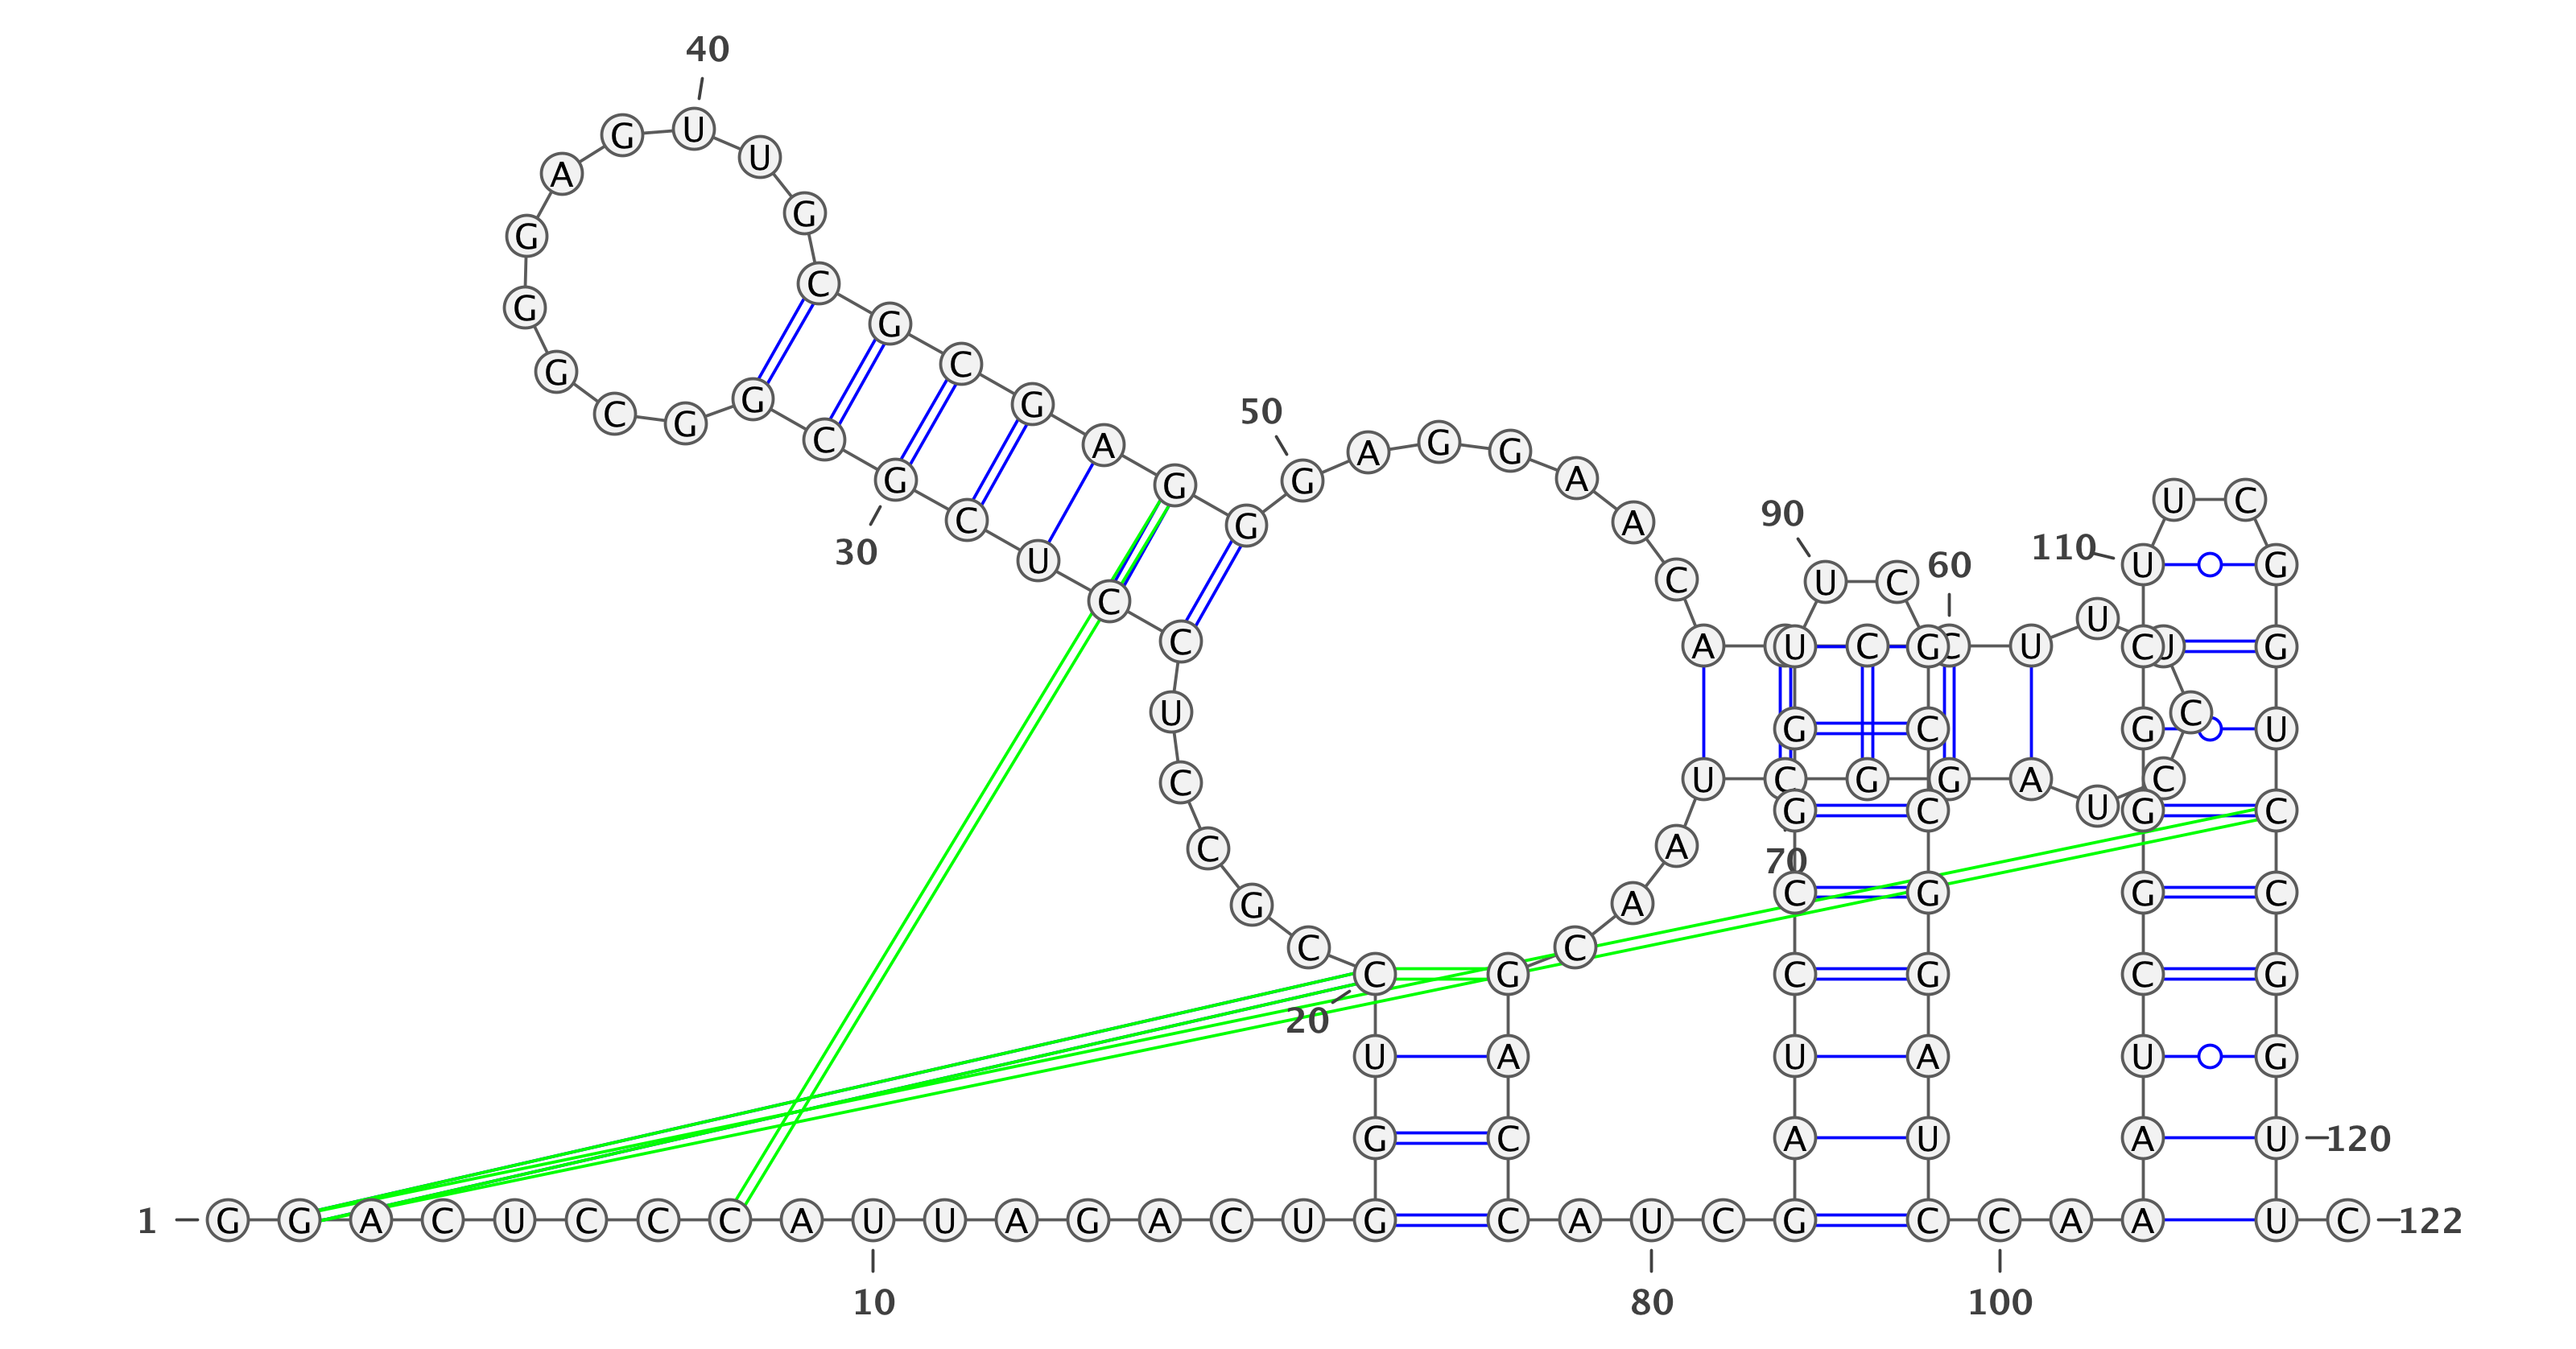 40
G U
U
A
G
G
C
G G
C
G
G G 50
C G C A G G
G C G A G
G A
U C
90
30 C G A
110 U G
60
U C C
U C
U
C A C U C G C U U C G U
U C G C U
U C G G G A U C
C A G C G C
70
C A C G G C
G
C C
C G C G C G
20
U A U A U G
G C A U A U 120
1 G G A C U C C C A U U A G A C U G C A U C G C C A A U C 122
10 80 100